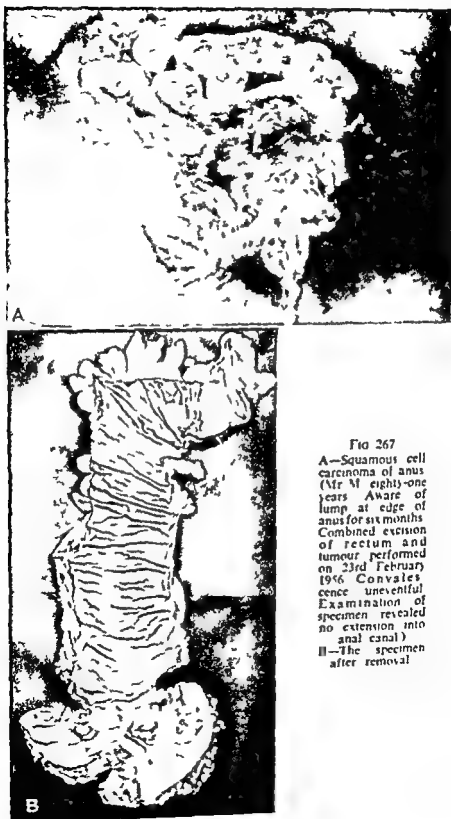 A
B
FIG 267
A—Squamous cell
carcinoma of anus
(Mr M eighty-one
years Aware of
lump at edge of
anus for six months
Combined excision
of rectum and
tumour performed
on 23rd February
1956 Convales
cence uneventful
Examination of
specimen revealed
no extension into
anal canal)
B—The specimen
after removal